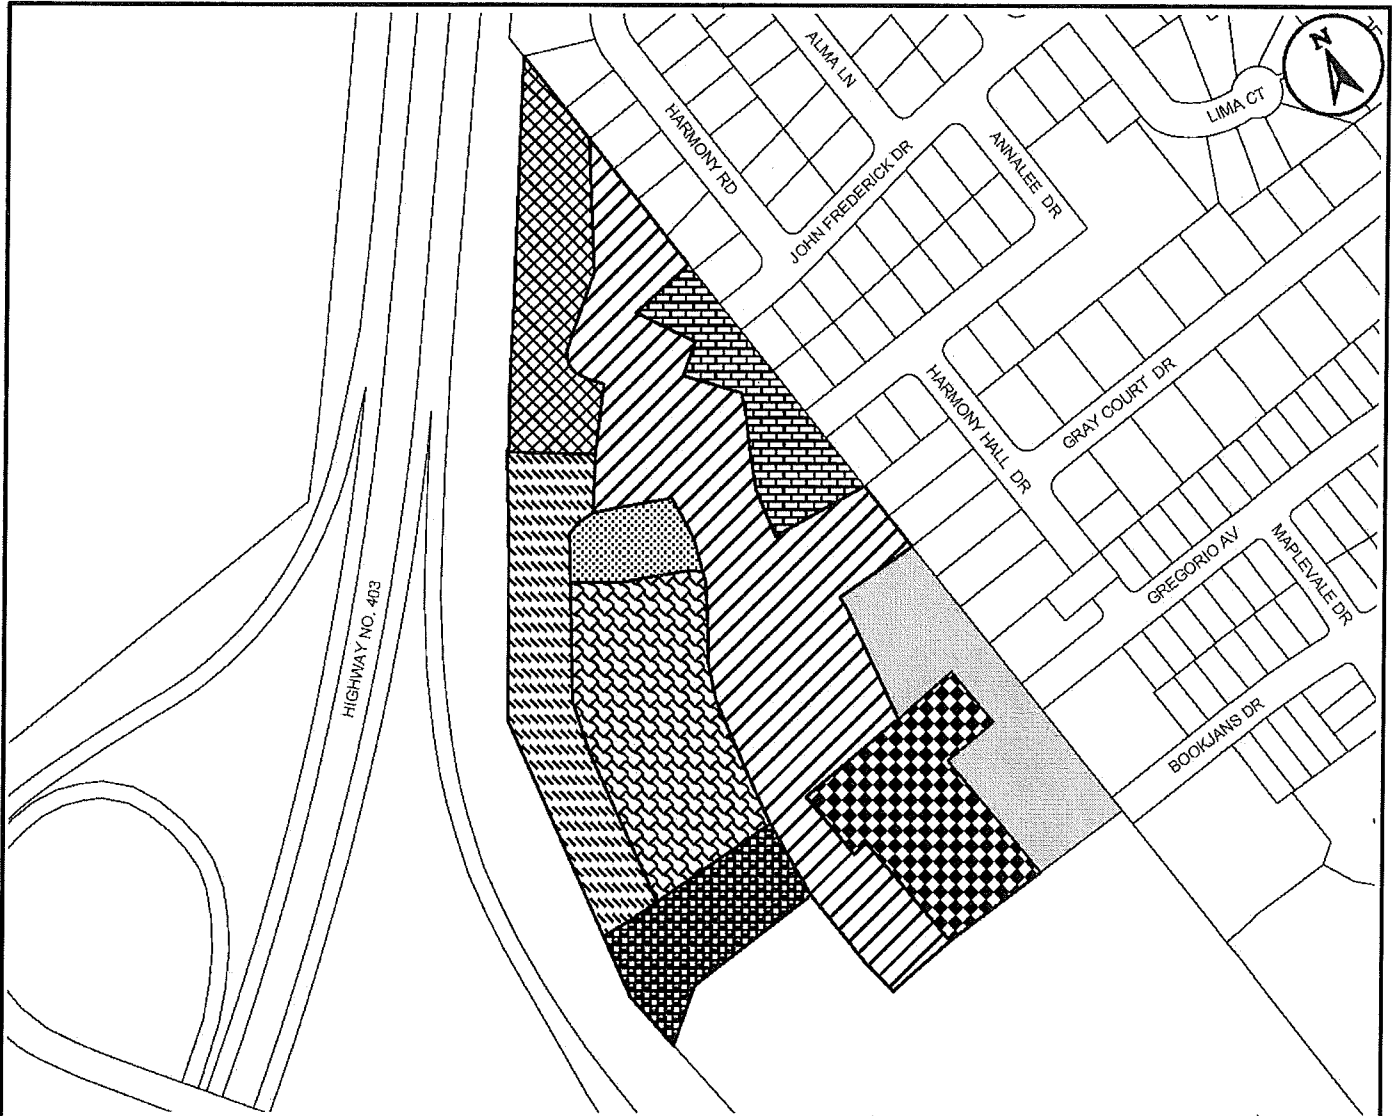 N
ALMA LN
LIMA CT
HARMONY RD
ANNALEE DR
JOHN FREDERICK DR
HARMONY HALL DR
GRAY COURT DR
GREGORIO AV
MAPLEVALE DR
HIGHWAY NO. 403
BOOKJANS DR